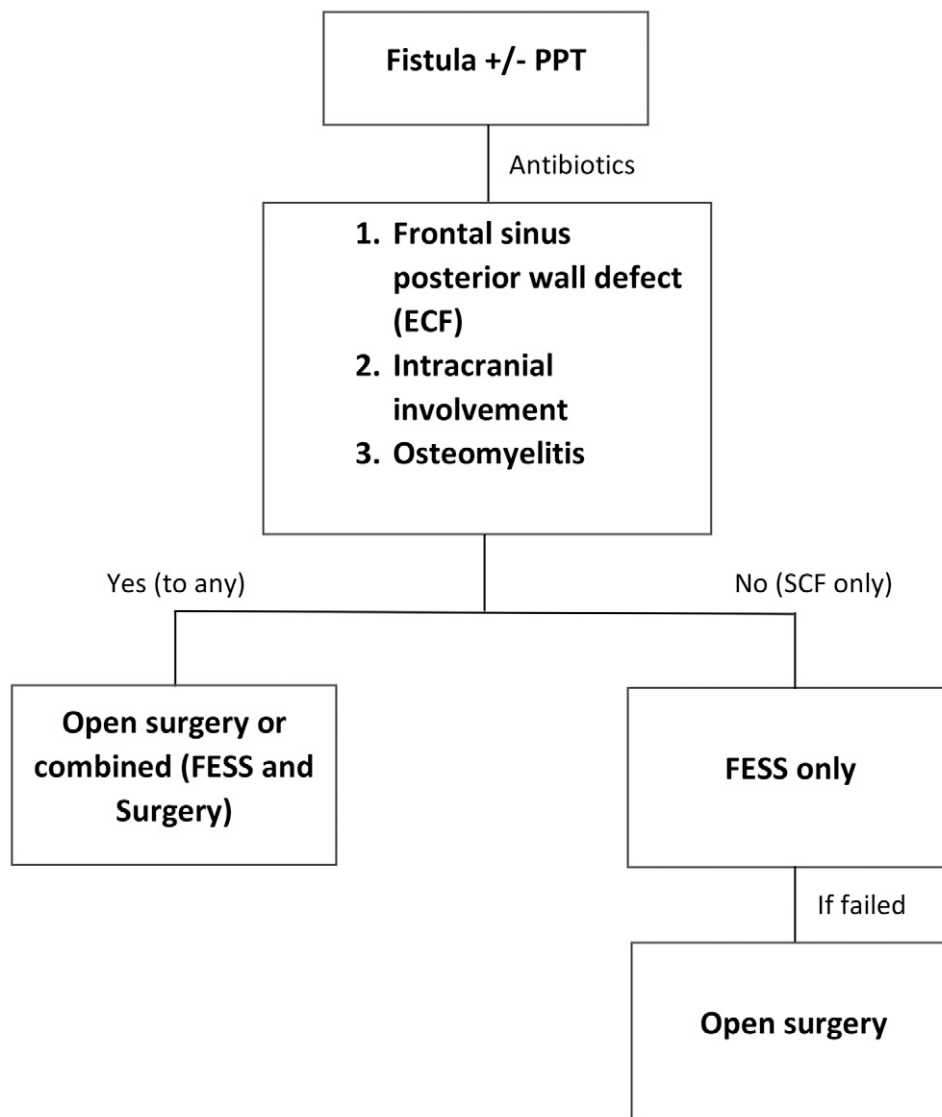 Fistula +/- PPT
Antibiotics
1. Frontal sinus
posterior wall defect
(ECF)
2. Intracranial
involvement
3. Osteomyelitis
Yes (to any)
No (SCF only)
Open surgery or
combined (FESS and
Surgery)
FESS only
If failed
Open surgery